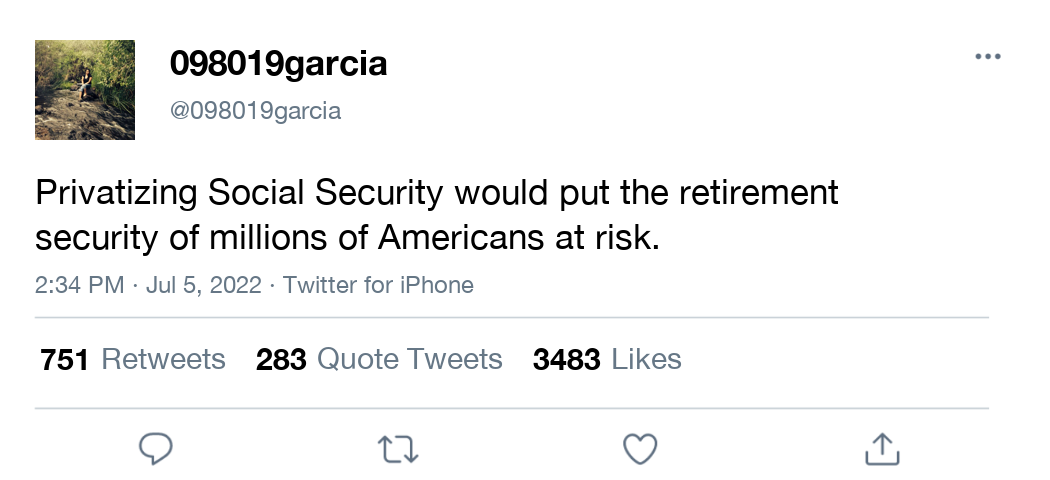 098019garcia
@098019garcia
Privatizing Social Security would put the retirement
security of millions of Americans at risk.
2:34 PM · Jul 5, 2022 · Twitter for iPhone
751 Retweets 283 Quote Tweets 3483 Likes